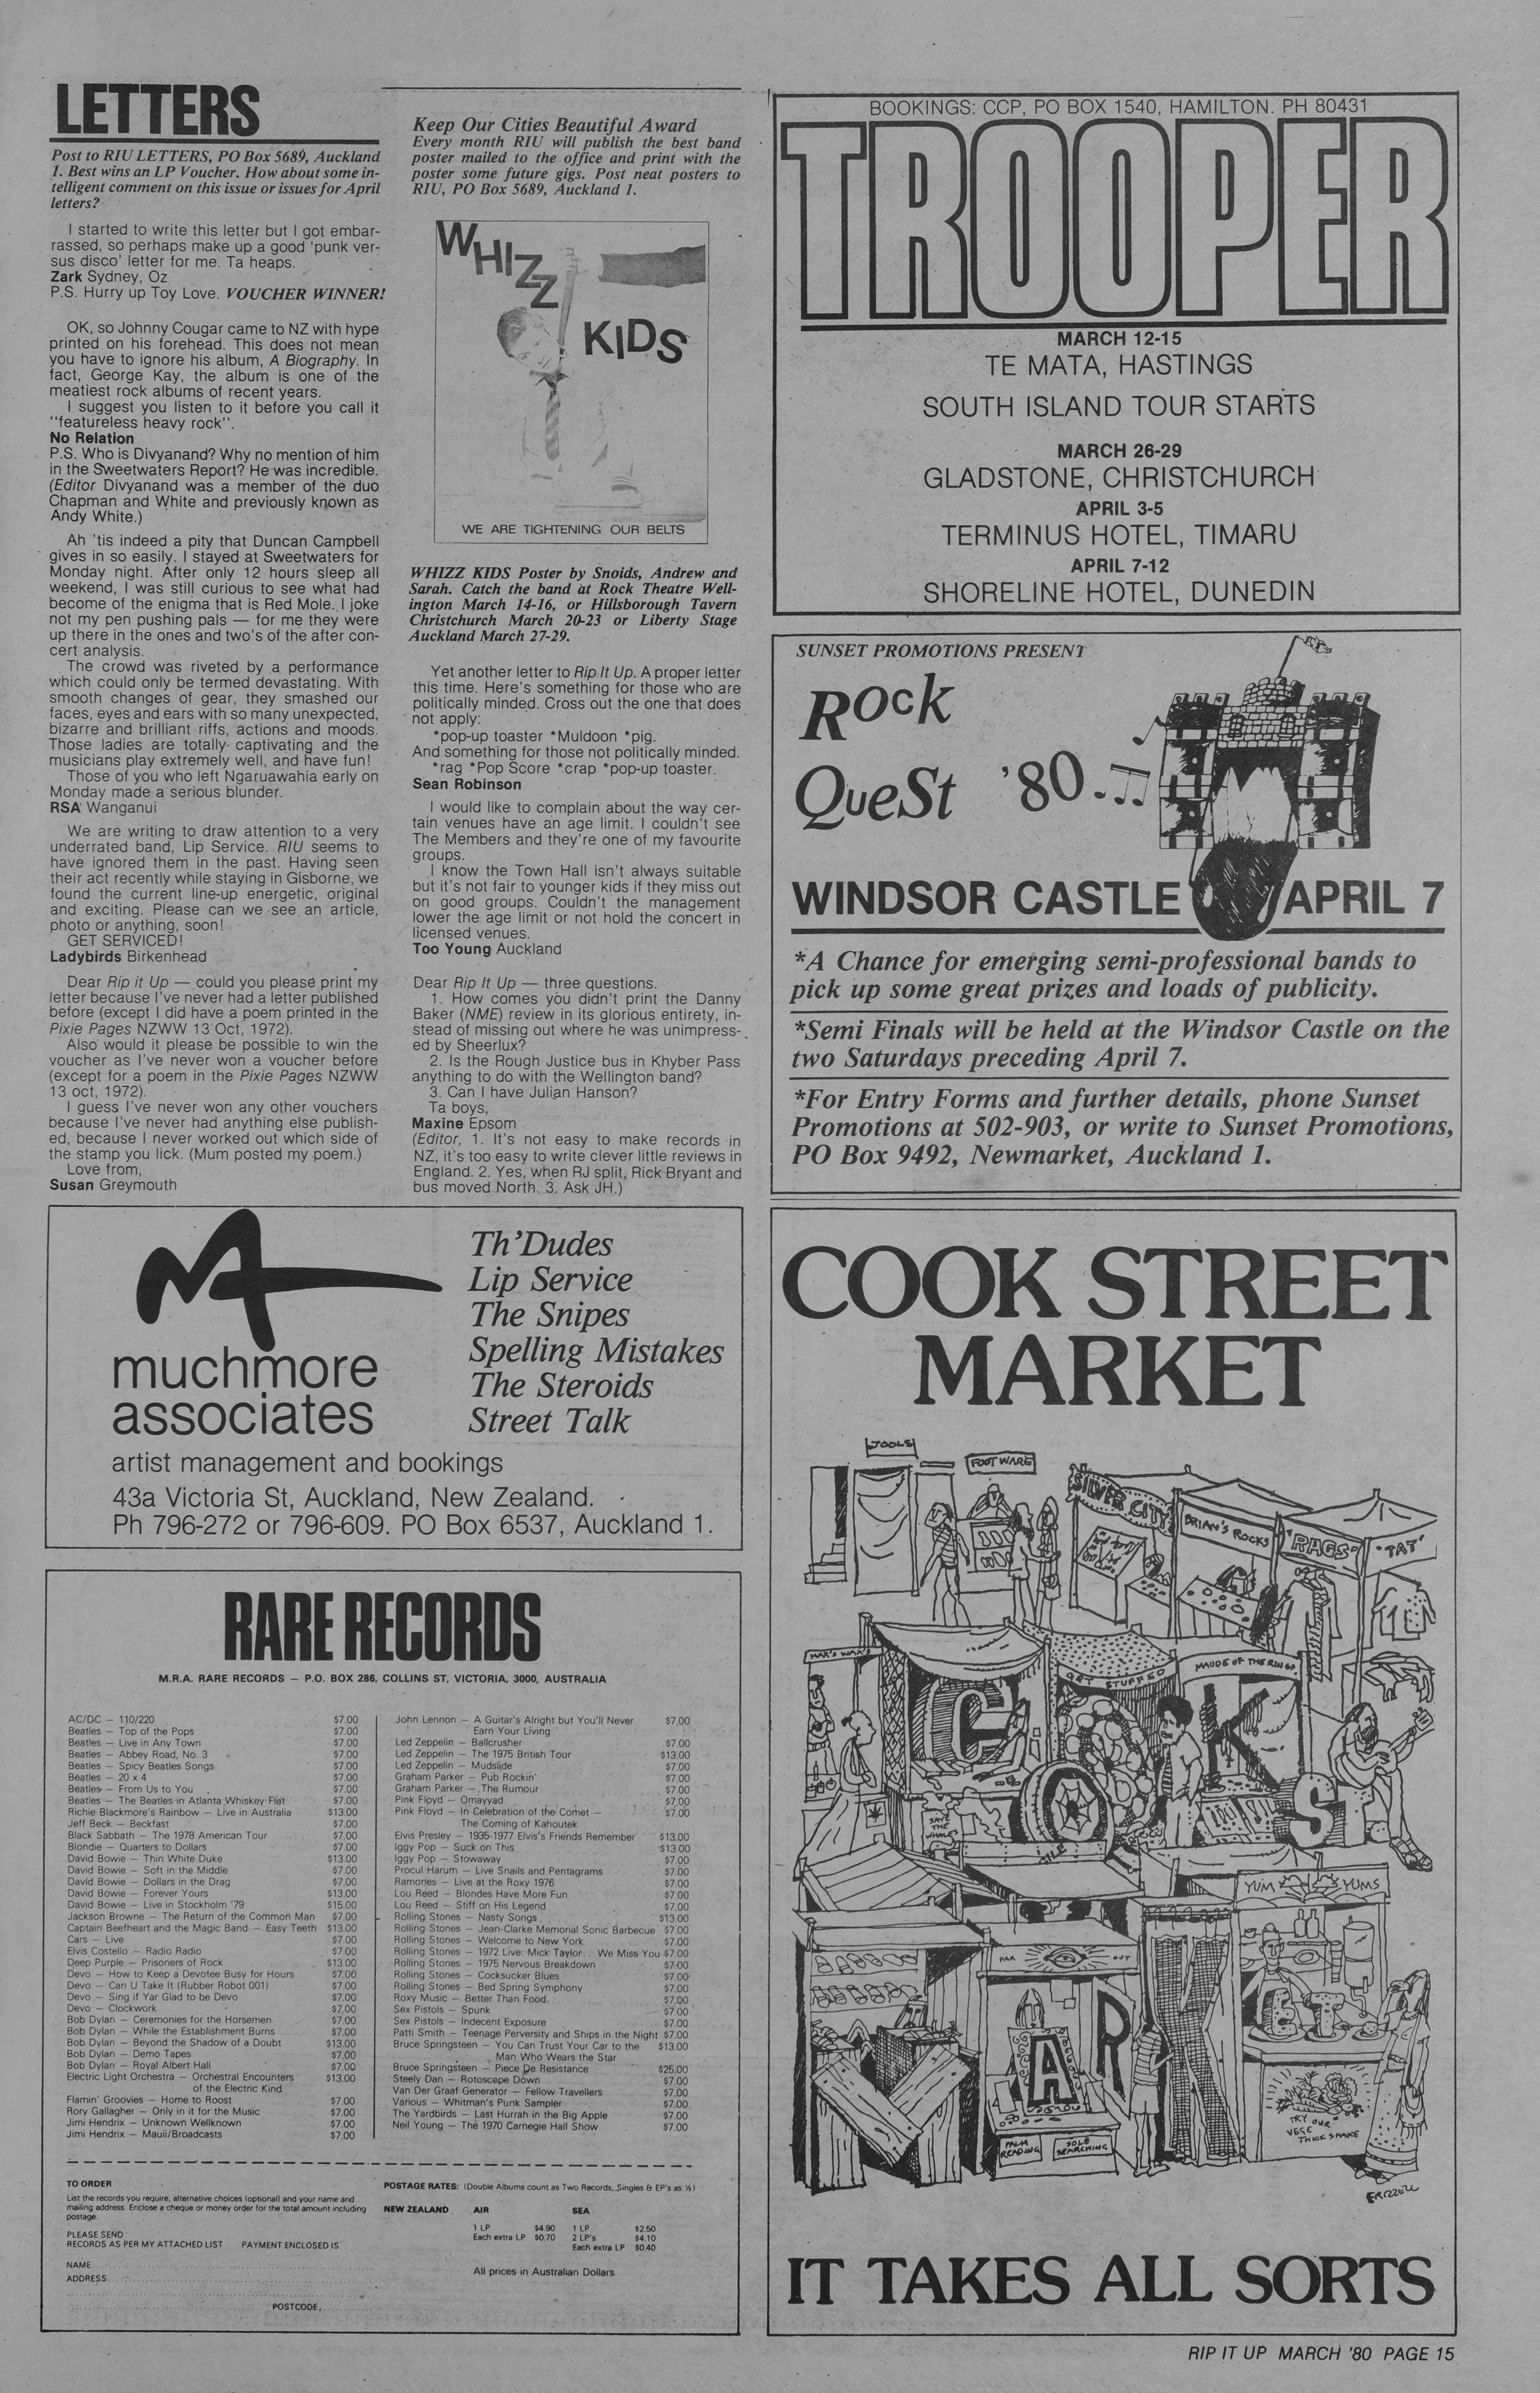 LETTERS
Post to RIU LETTERS, PO Box 5689, Auckland
1. Best wins an LP Voucher. How about some in-
telligent comment on this issue or issues for April
letters?
I started to write this letter but I got embar-
rassed, so perhaps make up a good 'punk ver-
sus disco' letter for me. Ta heaps.
Zark Sydney, Oz
P.S. Hurry up Toy Love. VOUCHER WINNER!
OK, so Johnny Cougar came to NZ with hype
printed on his forehead. This does not mean
you have to ignore his album, A Biography. In
fact, George Kay, the album is one of the
meatiest rock albums of recent years.
I suggest you listen to it before you call it
"featureless heavy rock".
No Relation
P.S. Who is Divyanand? Why no mention of him
in the Sweetwaters Report? He was incredible.
(Editor Divyanand was a member of the duo
Chapman and White and previously known as
Andy White.)
Ah 'tis indeed a pity that Duncan Campbell
gives in so easily. I stayed at Sweetwaters for
Monday night. After only 12 hours sleep all
weekend, I was still curious to see what had
become of the enigma that is Red Mole. I joke
not my pen pushing pals — for me they were
up there in the ones and two's of the after con-
cert analysis.
The crowd was riveted by a performance
which could only be termed devastating. With
smooth changes of gear, they smashed our
faces, eyes and ears with so many unexpected,
bizarre and brilliant riffs, actions and moods.
Those ladies are totally captivating and the
musicians play extremely well, and have fun!
Those of you who left Ngaruawahia early on
Monday made a serious blunder.
RSA Wanganui
We are writing to draw attention to a very
underrated band, Lip Service. RIU seems to
have ignored them in the past. Having seen
their act recently while staying in Gisborne, we
found the current line-up energetic, original
and exciting. Please can we see an article,
photo or anything, soon!
GET SERVICED!
Ladybirds Birkenhead
Dear Rip it Up — could you please print my
letter because I've never had a letter published
before (except I did have a poem printed in the
Pixie Pages NZWW 13 Oct, 1972).
Also would it please be possible to win the
voucher as I've never won a voucher before
(except for a poem in the Pixie Pages NZWW
13 oct, 1972).
I guess I've never won any other vouchers
because I've never had anything else publish-
ed, because I never worked out which side of
the stamp you lick. (Mum posted my poem.)
Love from,
Susan Greymouth
Keep Our Cities Beautiful Award
Every month RIU will publish the best band
poster mailed to the office and print with the
poster some future gigs. Post neat posters to
RIU, PO Box 5689, Auckland 1.
WHIZZ
KIDS
WE ARE TIGHTENING OUR BELTS
WHIZZ KIDS Poster by Snoids, Andrew and
Sarah. Catch the band at Rock Theatre Well-
ington March 14-16, or Hillsborough Tavern
Christchurch March 20-23 or Liberty Stage
Auckland March 27-29.
Yet another letter to Rip It Up. A proper letter
this time. Here's something for those who are
politically minded. Cross out the one that does
not apply:
*pop-up toaster *Muldoon *pig.
And something for those not politically minded.
*rag *Pop Score *crap *pop-up toaster.
Sean Robinson
I would like to complain about the way cer-
tain venues have an age limit. I couldn't see
The Members and they're one of my favourite
groups.
I know the Town Hall isn't always suitable
but it's not fair to younger kids if they miss out
on good groups. Couldn't the management
lower the age limit or not hold the concert in
licensed venues.
Too Young Auckland
Dear Rip It Up — three questions.
1. How comes you didn't print the Danny
Baker (NME) review in its glorious entirety, in-
stead of missing out where he was unimpress-
ed by Sheerlux?
2. Is the Rough Justice bus in Khyber Pass
anything to do with the Wellington band?
3. Can I have Julian Hanson?
Ta boys,
Maxine Epsom
(Editor, 1. It's not easy to make records in
NZ, it's too easy to write clever little reviews in
England. 2. Yes, when RJ split, Rick Bryant and
bus moved North. 3. Ask JH.)
BOOKINGS: CCP, PO BOX 1540, HAMILTON. PH 80431
TROOPER
MARCH 12-15
TE MATA, HASTINGS
SOUTH ISLAND TOUR STARTS
MARCH 26-29
GLADSTONE, CHRISTCHURCH
APRIL 3-5
TERMINUS HOTEL, TIMARU
APRIL 7-12
SHORELINE HOTEL, DUNEDIN
SUNSET PROMOTIONS PRESENT
Rock
QueSt '80
WINDSOR CASTLE APRIL 7
*A Chance for emerging semi-professional bands to
pick up some great prizes and loads of publicity.
*Semi Finals will be held at the Windsor Castle on the
two Saturdays preceding April 7.
*For Entry Forms and further details, phone Sunset
Promotions at 502-903, or write to Sunset Promotions,
PO Box 9492, Newmarket, Auckland 1.
muchmore
associates
Th'Dudes
Lip Service
The Snipes
Spelling Mistakes
The Steroids
Street Talk
artist management and bookings
43a Victoria St, Auckland, New Zealand.
Ph 796-272 or 796-609. PO Box 6537, Auckland 1.
RARE RECORDS
M.R.A. RARE RECORDS — P.O. BOX 286, COLLINS ST, VICTORIA, 3000, AUSTRALIA
AC/DC — 110/220 $7.00
Beatles — Top of the Pops $7.00
Beatles — Live in Any Town $7.00
Beatles — Abbey Road, No. 3 $7.00
Beatles — Spicy Beatles Songs $7.00
Beatles — 20 x 4 $7.00
Beatles — From Us to You $7.00
Beatles — The Beatles in Atlanta Whiskey Flat $7.00
Richie Blackmore's Rainbow — Live in Australia $13.00
Jeff Beck — Beckfast $7.00
Black Sabbath — The 1978 American Tour $7.00
Blondie — Quarters to Dollars $7.00
David Bowie — Thin White Duke $13.00
David Bowie — Soft in the Middle $7.00
David Bowie — Dollars in the Drag $7.00
David Bowie — Forever Yours $13.00
David Bowie — Live in Stockholm '79 $15.00
Jackson Browne — The Return of the Common Man $7.00
Captain Beefheart and the Magic Band — Easy Teeth $13.00
Cars — Live $7.00
Elvis Costello — Radio Radio $7.00
Deep Purple — Prisoners of Rock $13.00
Devo — How to Keep a Devotee Busy for Hours $7.00
Devo — Can U Take It (Rubber Robot 001) $7.00
Devo — Sing if Yar Glad to be Devo $7.00
Devo — Clockwork $7.00
Bob Dylan — Ceremonies for the Horsemen $7.00
Bob Dylan — While the Establishment Burns $7.00
Bob Dylan — Beyond the Shadow of a Doubt $13.00
Bob Dylan — Demo Tapes $7.00
Bob Dylan — Royal Albert Hall $7.00
Electric Light Orchestra — Orchestral Encounters $13.00
of the Electric Kind
Flamin' Groovies — Home to Roost $7.00
Rory Gallagher — Only in it for the Music $7.00
Jimi Hendrix — Unknown Wellknown $7.00
Jimi Hendrix — Mauii/Broadcasts $7.00
John Lennon — A Guitar's Alright but You'll Never $7.00
Earn Your Living
Led Zeppelin — Ballcrusher $7.00
Led Zeppelin — The 1975 British Tour $13.00
Led Zeppelin — Mudslide $7.00
Graham Parker — Pub Rockin' $7.00
Graham Parker — The Rumour $7.00
Pink Floyd — Omayyad $7.00
Pink Floyd — In Celebration of the Comet — $7.00
The Coming of Kahoutek
Elvis Presley — 1935-1977 Elvis's Friends Remember $13.00
Iggy Pop — Suck on This $13.00
Iggy Pop — Stowaway $7.00
Procul Harum — Live Snails and Pentagrams $7.00
Ramones — Live at the Roxy 1976 $7.00
Lou Reed — Blondes Have More Fun $7.00
Lou Reed — Stiff on His Legend $7.00
Rolling Stones — Nasty Songs $13.00
Rolling Stones — Jean-Clarke Memorial Sonic Barbecue $7.00
Rolling Stones — Welcome to New York $7.00
Rolling Stones — 1972 Live: Mick Taylor . . . We Miss You $7.00
Rolling Stones — 1975 Nervous Breakdown $7.00
Rolling Stones — Cocksucker Blues $7.00
Rolling Stones — Bed Spring Symphony $7.00
Roxy Music — Better Than Food $7.00
Sex Pistols — Spunk $7.00
Sex Pistols — Indecent Exposure $7.00
Patti Smith — Teenage Perversity and Ships in the Night $7.00
Bruce Springsteen — You Can Trust Your Car to the $13.00
Man Who Wears the Star
Bruce Springsteen — Piece De Resistance $25.00
Steely Dan — Rotoscope Down $7.00
Van Der Graaf Generator — Fellow Travellers $7.00
Various — Whitman's Punk Sampler $7.00
The Yardbirds — Last Hurrah in the Big Apple $7.00
Neil Young — The 1970 Carnegie Hall Show $7.00
TO ORDER
List the records you require, alternative choices (optional) and your name and
mailing address. Enclose a cheque or money order for the total amount including
postage.
PLEASE SEND
RECORDS AS PER MY ATTACHED LIST PAYMENT ENCLOSED IS
NAME
ADDRESS
POSTCODE
POSTAGE RATES: (Double Albums count as Two Records, Singles & EP's as ½)
NEW ZEALAND AIR SEA
1 LP $4.90 1 LP $2.50
Each extra LP $0.70 2 LP's $4.10
Each extra LP $0.40
All prices in Australian Dollars
COOK STREET
MARKET
JOOLS
FOOT WARE
SILVER CITY
BRIAN'S ROCKS
'RAGS'
'TAT'
MAX'S WAX'S
GET STUFFED
MAUDE OF THE RINGS
COOK ST
SAVE
THE
WHALES
YUM YUMS
FAR OUT
MARKET
PALM
READING
SOLE
SEARCHING
TRY OUR
VEGE
THICKSHAKE
FRIZZELL
IT TAKES ALL SORTS
RIP IT UP MARCH '80 PAGE 15